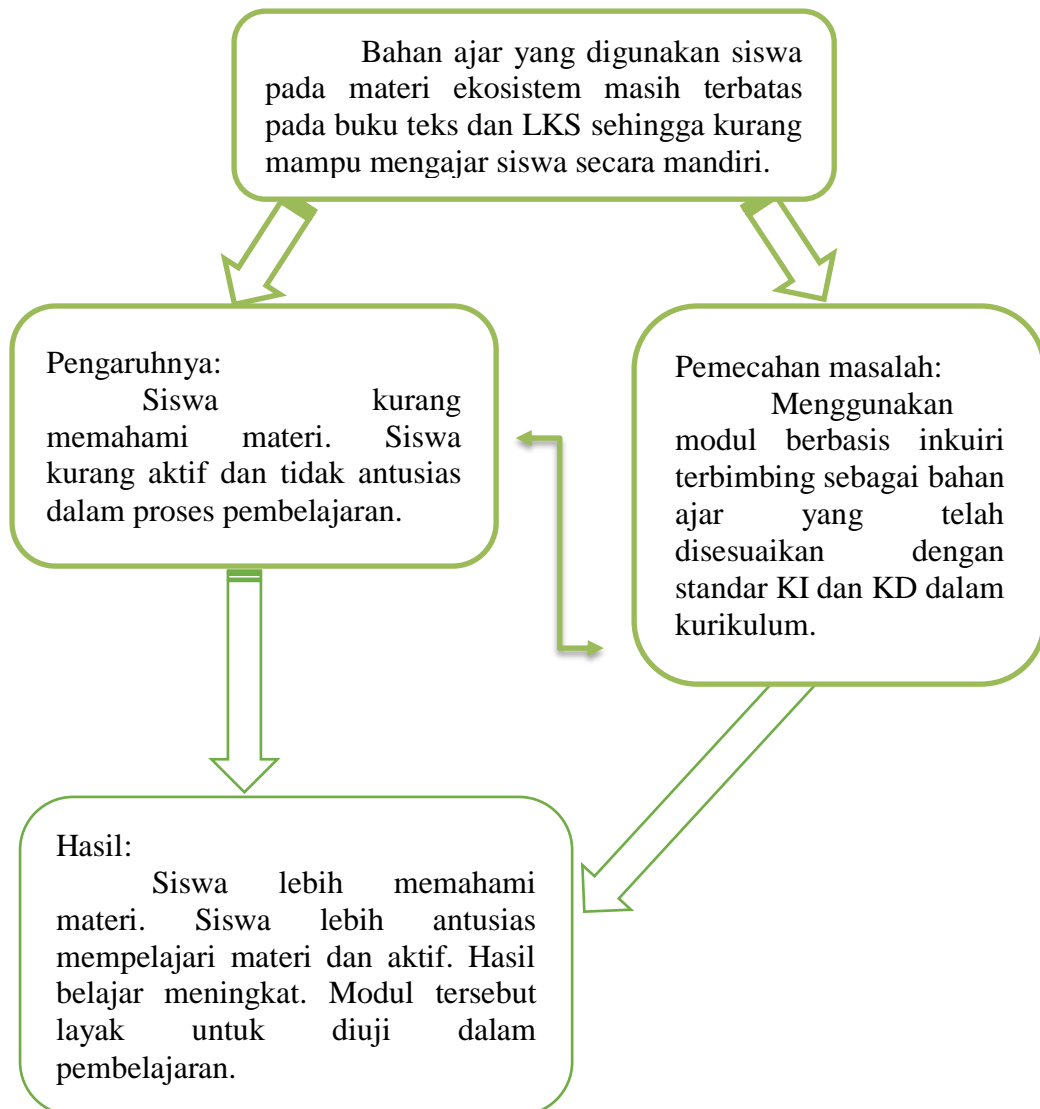 Bahan ajar yang digunakan siswa
pada materi ekosistem masih terbatas
pada buku teks dan LKS sehingga kurang
mampu mengajar siswa secara mandiri.
Pengaruhnya:
Siswa kurang
memahami materi. Siswa
kurang aktif dan tidak antusias
dalam proses pembelajaran.
Pemecahan masalah:
Menggunakan
modul berbasis inkuiri
terbimbing sebagai bahan
ajar yang telah
disesuaikan dengan
standar KI dan KD dalam
kurikulum.
Hasil:
Siswa lebih memahami
materi. Siswa lebih antusias
mempelajari materi dan aktif. Hasil
belajar meningkat. Modul tersebut
layak untuk diuji dalam
pembelajaran.